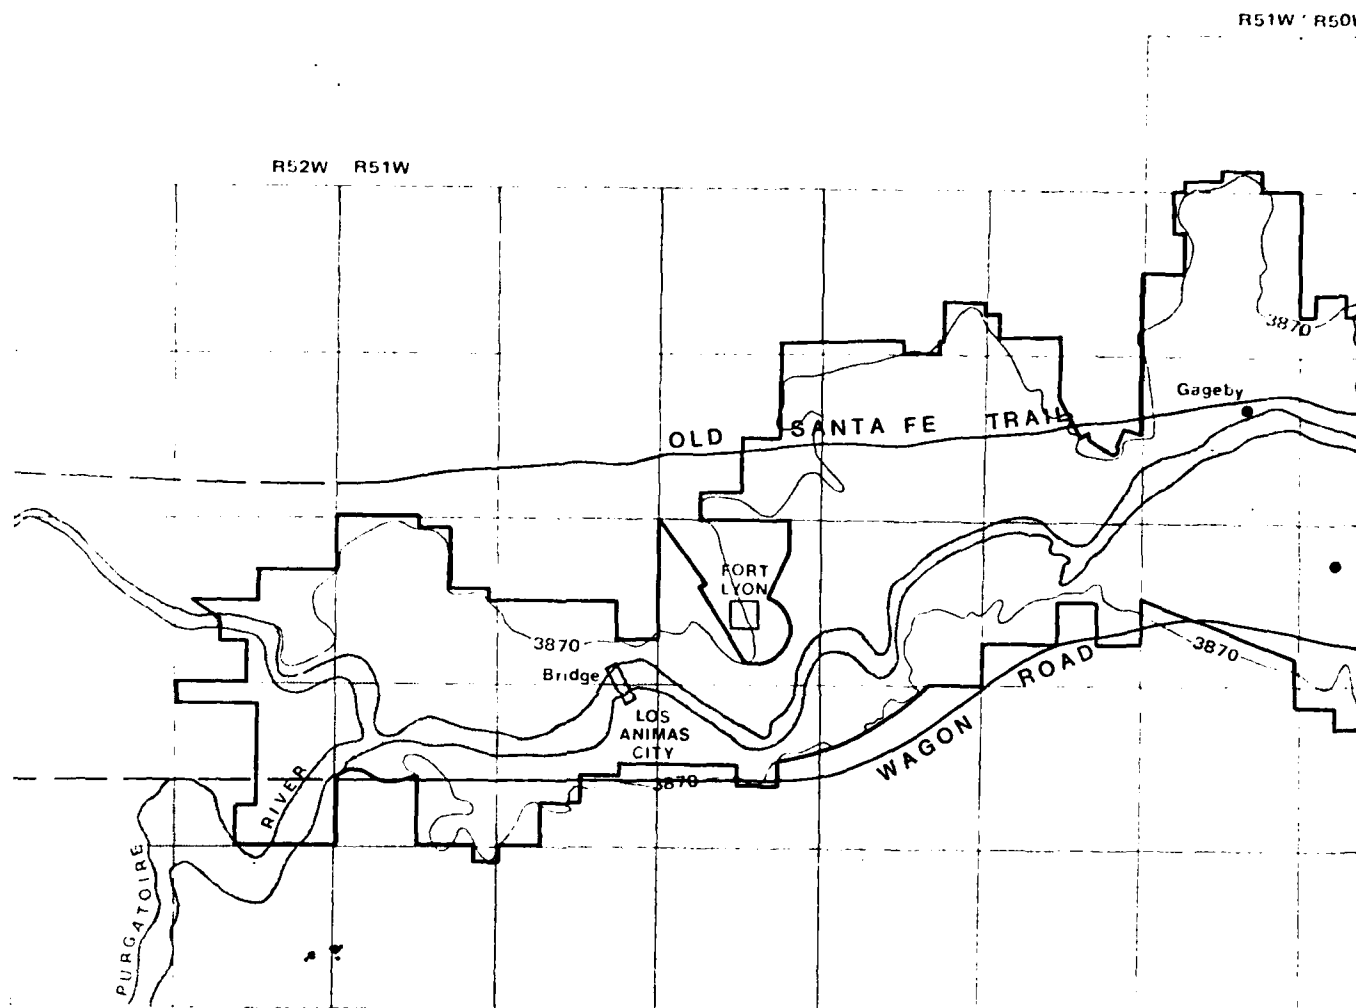 R51W R50W
R52W R51W
3870
Gageby
OLD SANTA FE TRAIL
FORT
LYON
3870
3870
Bridge
ROAD
LOS
ANIMAS
CITY
WAGON
3870
RIVER
PURGATOIRE